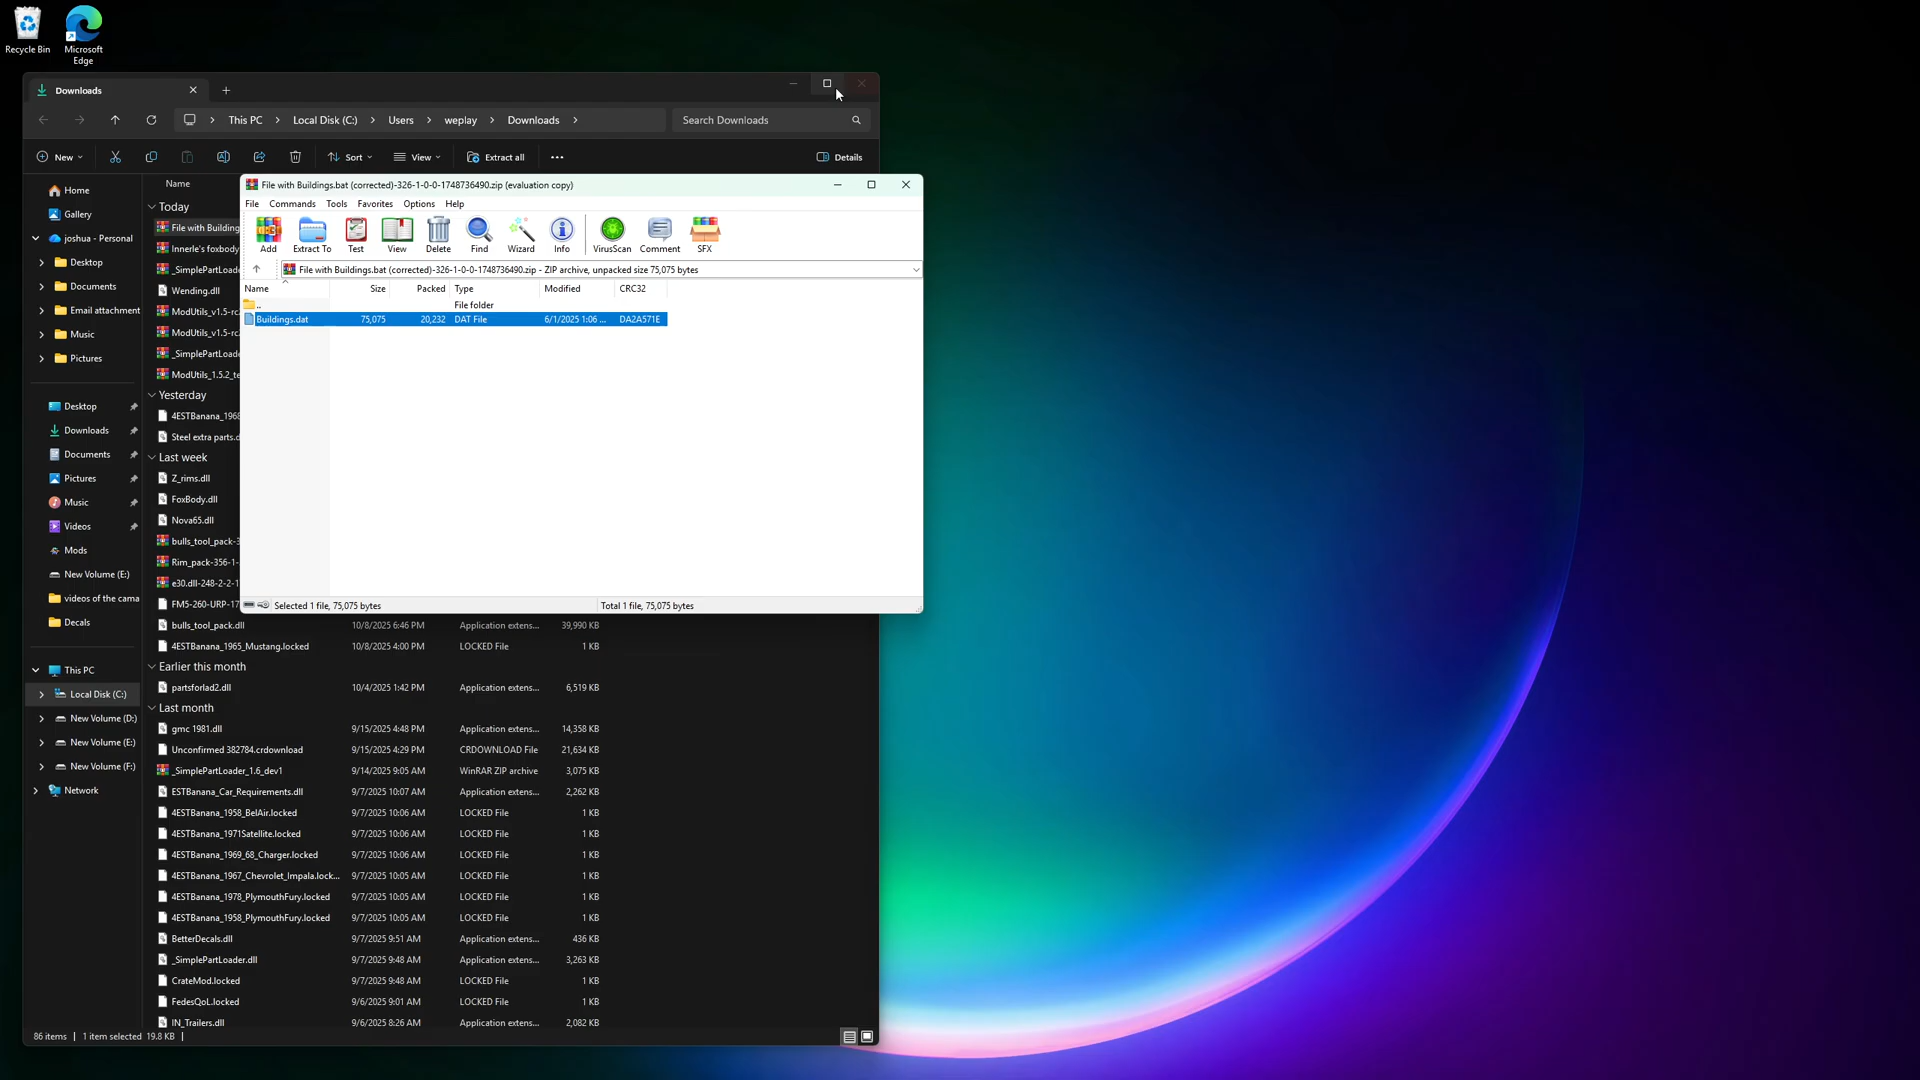 Recycle Bin
Microsoft Edge
Downloads
This PC > Local Disk (C:) > Users > weplay > Downloads >
Search Downloads
New
Sort
View
Extract all
Details
Name
Home
Gallery
joshua - Personal
Desktop
Documents
Email attachment
Music
Pictures
Desktop
Downloads
Documents
Pictures
Music
Videos
Mods
New Volume (E:)
videos of the cama
Decals
This PC
Local Disk (C:)
New Volume (D:)
New Volume (E:)
New Volume (F:)
Network
Today
File with Building
Innerle's foxbody
_SimplePartLoade
Wending.dll
ModUtils_v1.5-rc
ModUtils_v1.5-rc
_SimplePartLoade
ModUtils_1.5.2_te
Yesterday
4ESTBanana_1968
Steel extra parts.d
Last week
Z_rims.dll
FoxBody.dll
Nova65.dll
bulls_tool_pack-3
Rim_pack-356-1-
e30.dll-248-2-2-1
FM5-260-URP-17
bulls_tool_pack.dll 10/8/2025 6:46 PM Application extens... 39,990 KB
4ESTBanana_1965_Mustang.locked 10/8/2025 4:00 PM LOCKED File 1 KB
Earlier this month
partsforlad2.dll 10/4/2025 1:42 PM Application extens... 6,519 KB
Last month
gmc 1981.dll 9/15/2025 4:48 PM Application extens... 14,358 KB
Unconfirmed 382784.crdownload 9/15/2025 4:29 PM CRDOWNLOAD File 21,634 KB
_SimplePartLoader_1.6_dev1 9/14/2025 9:05 AM WinRAR ZIP archive 3,075 KB
ESTBanana_Car_Requirements.dll 9/7/2025 10:07 AM Application extens... 2,262 KB
4ESTBanana_1958_BelAir.locked 9/7/2025 10:06 AM LOCKED File 1 KB
4ESTBanana_1971Satellite.locked 9/7/2025 10:06 AM LOCKED File 1 KB
4ESTBanana_1969_68_Charger.locked 9/7/2025 10:06 AM LOCKED File 1 KB
4ESTBanana_1967_Chevrolet_Impala.lock... 9/7/2025 10:05 AM LOCKED File 1 KB
4ESTBanana_1978_PlymouthFury.locked 9/7/2025 10:05 AM LOCKED File 1 KB
4ESTBanana_1958_PlymouthFury.locked 9/7/2025 10:05 AM LOCKED File 1 KB
BetterDecals.dll 9/7/2025 9:51 AM Application extens... 436 KB
_SimplePartLoader.dll 9/7/2025 9:48 AM Application extens... 3,263 KB
CrateMod.locked 9/7/2025 9:48 AM LOCKED File 1 KB
FedesQoL.locked 9/6/2025 9:01 AM LOCKED File 1 KB
IN_Trailers.dll 9/6/2025 8:26 AM Application extens... 2,082 KB
86 items | 1 item selected 19.8 KB |
File with Buildings.bat (corrected)-326-1-0-0-1748736490.zip (evaluation copy)
File Commands Tools Favorites Options Help
Add Extract To Test View Delete Find Wizard Info VirusScan Comment SFX
File with Buildings.bat (corrected)-326-1-0-0-1748736490.zip - ZIP archive, unpacked size 75,075 bytes
Name Size Packed Type Modified CRC32
.. File folder
Buildings.dat 75,075 20,232 DAT File 6/1/2025 1:06 ... DA2A571E
Selected 1 file, 75,075 bytes
Total 1 file, 75,075 bytes